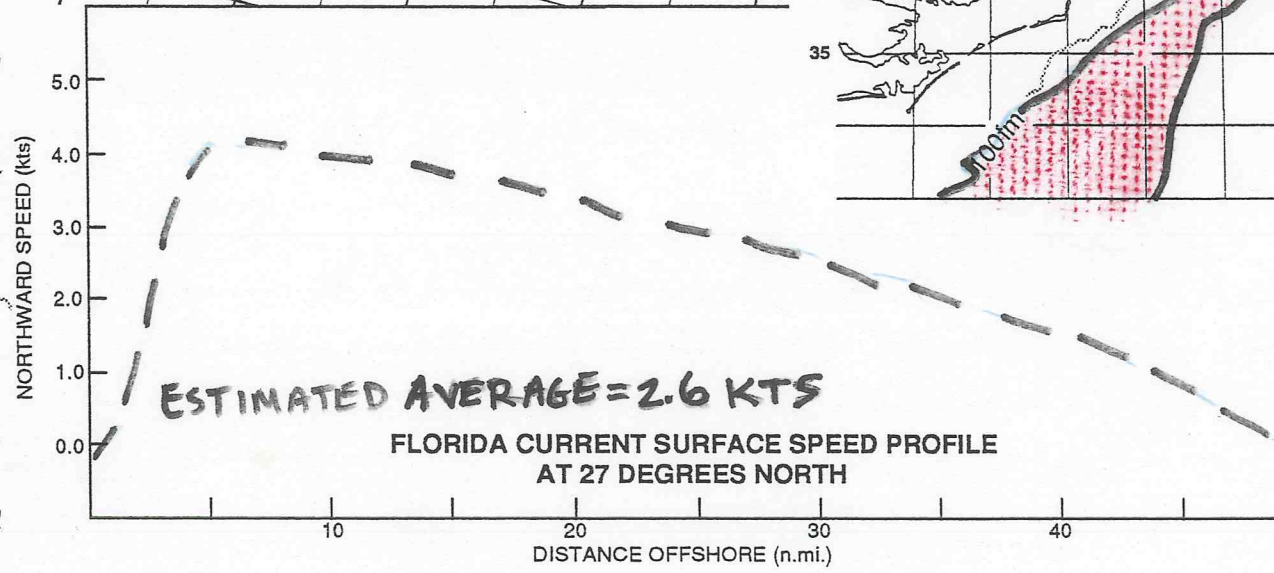 35
100fm
NORTHWARD SPEED (kts)
5.0
4.0
3.0
2.0
1.0
0.0
ESTIMATED AVERAGE=2.6 KTS
FLORIDA CURRENT SURFACE SPEED PROFILE
AT 27 DEGREES NORTH
10
20
30
40
DISTANCE OFFSHORE (n.mi.)